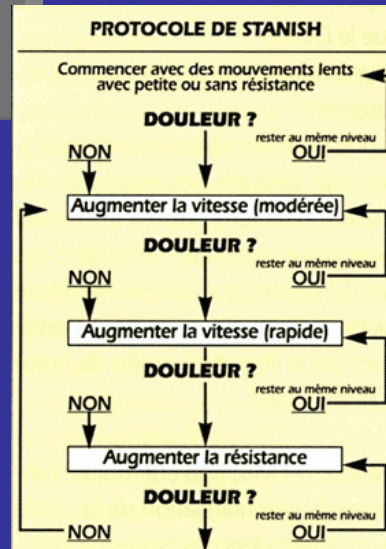 PROTOCOLE DE STANISH
Commencer avec des mouvements lents
avec petite ou sans résistance
DOULEUR ?
rester au même niveau
NON
OUI
Augmenter la vitesse (modérée)
DOULEUR ?
rester au même niveau
NON
OUI
Augmenter la vitesse (rapide)
DOULEUR ?
rester au même niveau
NON
OUI
Augmenter la résistance
DOULEUR ?
rester au même niveau
NON
OUI